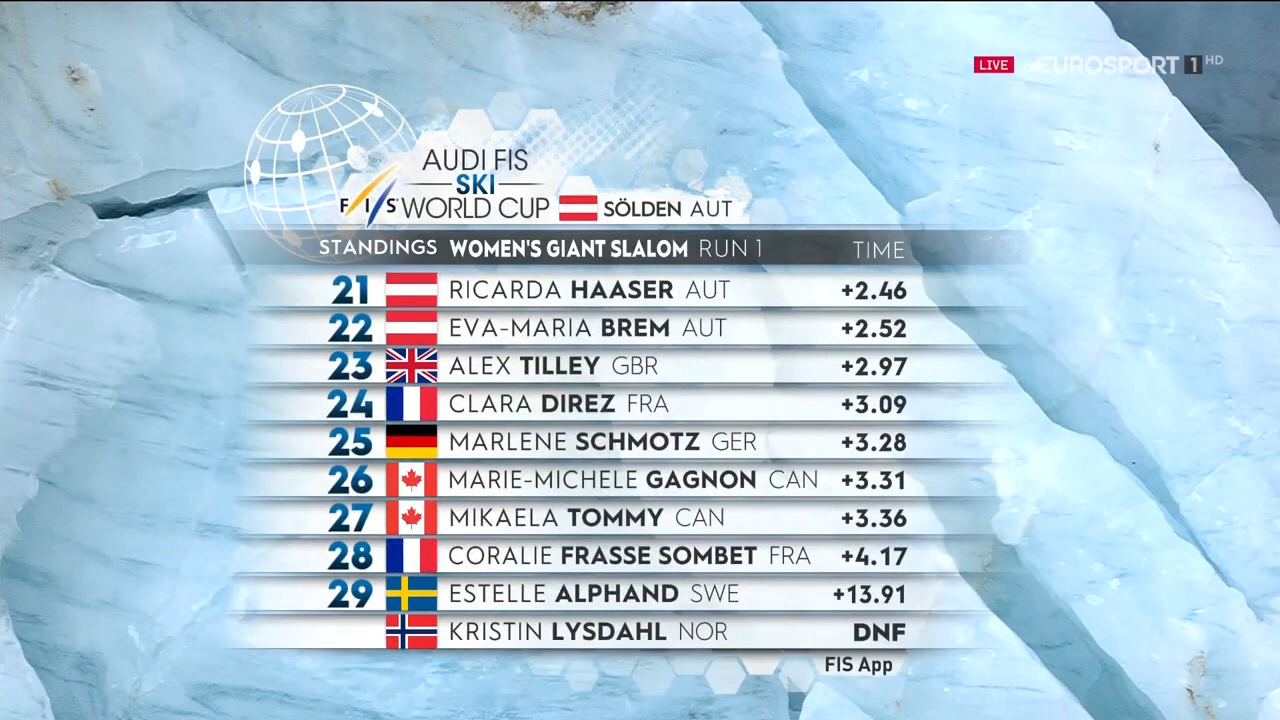 LIVE EUROSPORT 1 HD
AUDI FIS
SKI
FIS WORLD CUP SÖLDEN AUT
STANDINGS WOMEN'S GIANT SLALOM RUN 1 TIME
21 RICARDA HAASER AUT +2.46
22 EVA-MARIA BREM AUT +2.52
23 ALEX TILLEY GBR +2.97
24 CLARA DIREZ FRA +3.09
25 MARLENE SCHMOTZ GER +3.28
26 MARIE-MICHELE GAGNON CAN +3.31
27 MIKAELA TOMMY CAN +3.36
28 CORALIE FRASSE SOMBET FRA +4.17
29 ESTELLE ALPHAND SWE +13.91
KRISTIN LYSDAHL NOR DNF
FIS App